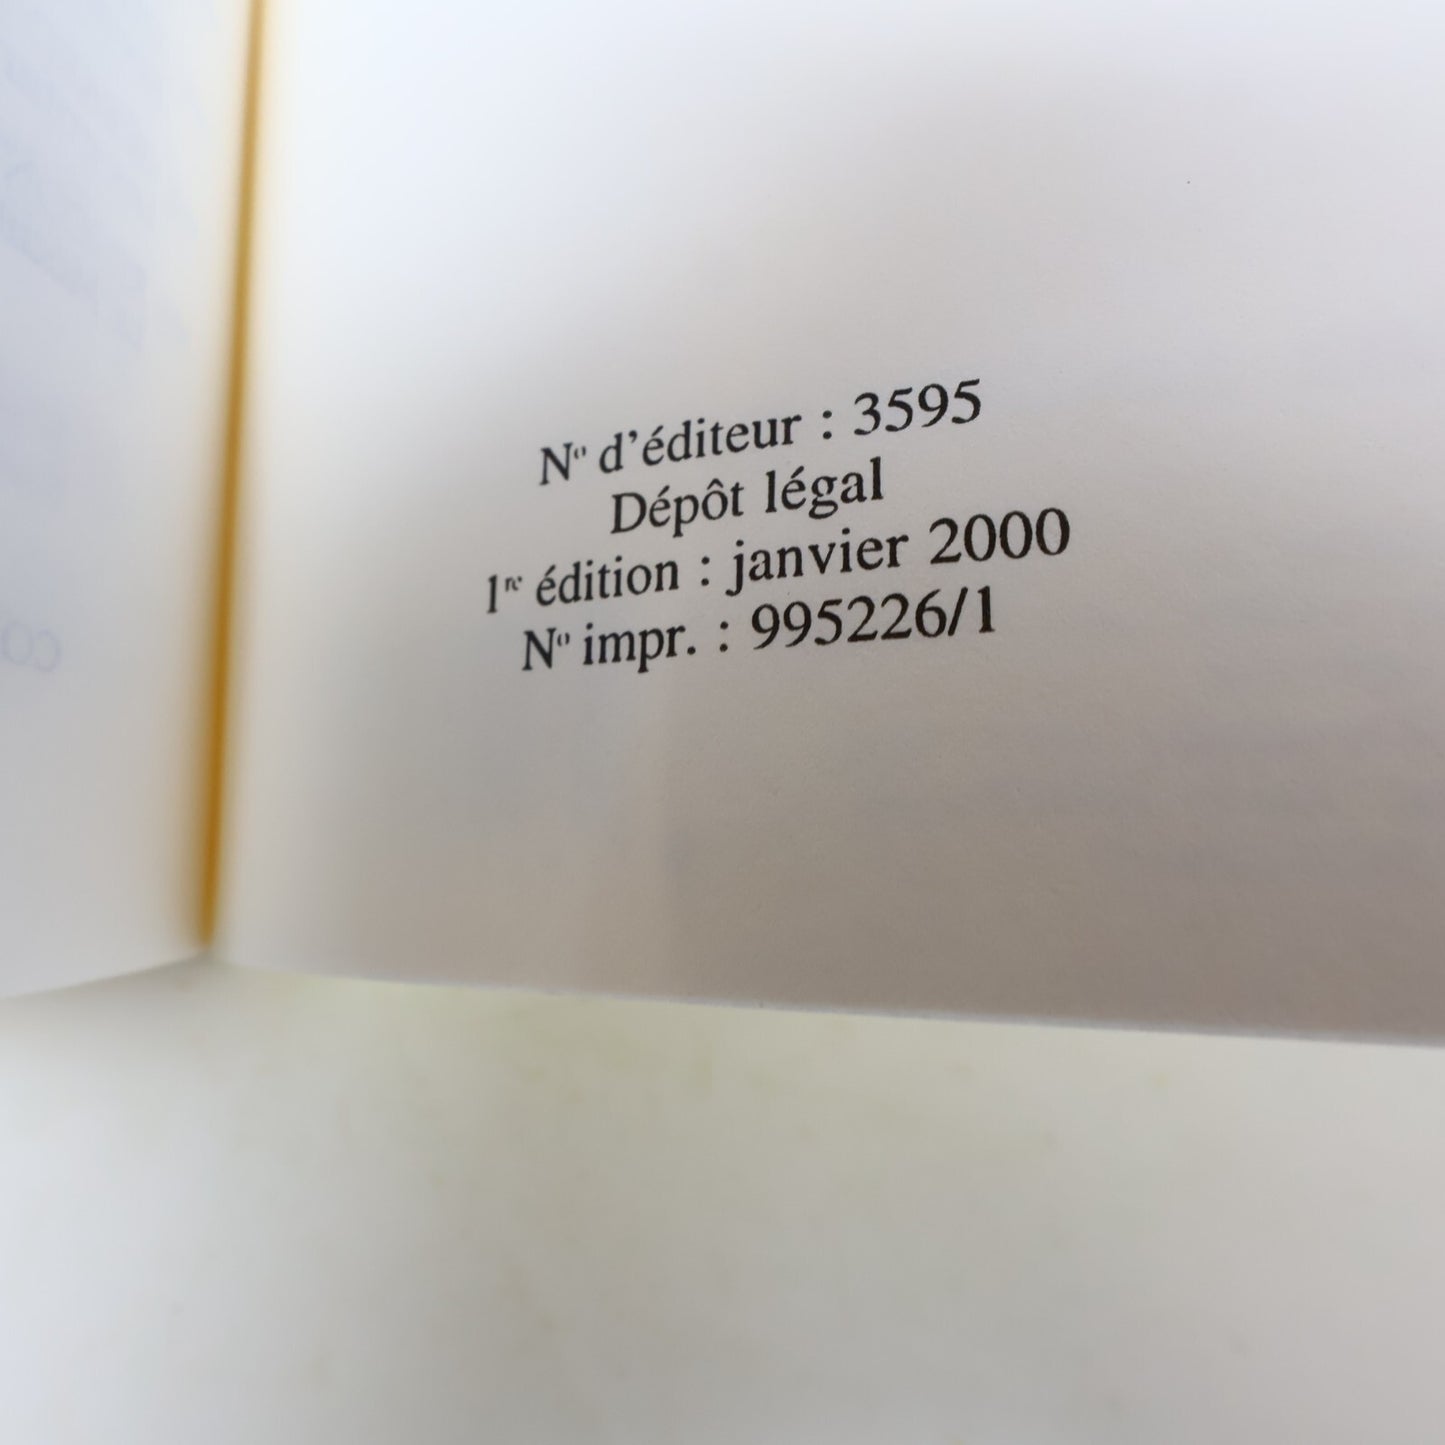 Nº d'éditeur : 3595
Dépôt légal
1re édition : janvier 2000
Nº impr. : 995226/1